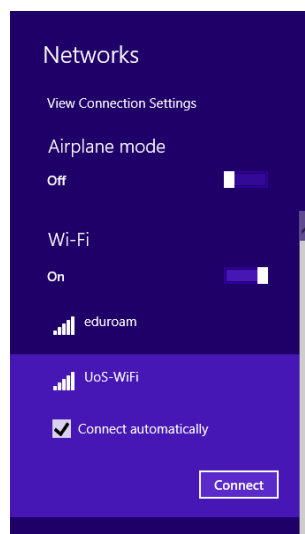 Networks
View Connection Settings
Airplane mode
Off
Wi-Fi
On
eduroam
UoS-WiFi
Connect automatically
Connect